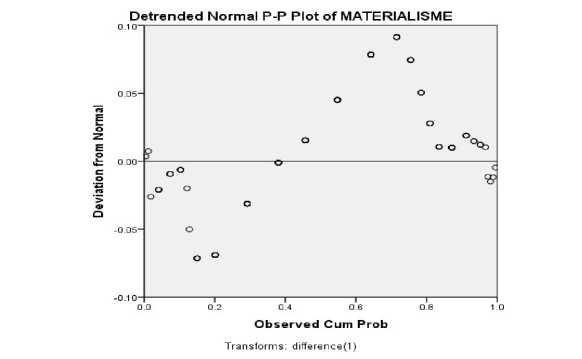 Detrended Normal P-P Plot of MATERIALISME
Deviation from Normal
0.10
0.05
0.00
-0.05
-0.10
0.0 0.2 0.4 0.6 0.8 1.0
Observed Cum Prob
Transforms: difference(1)